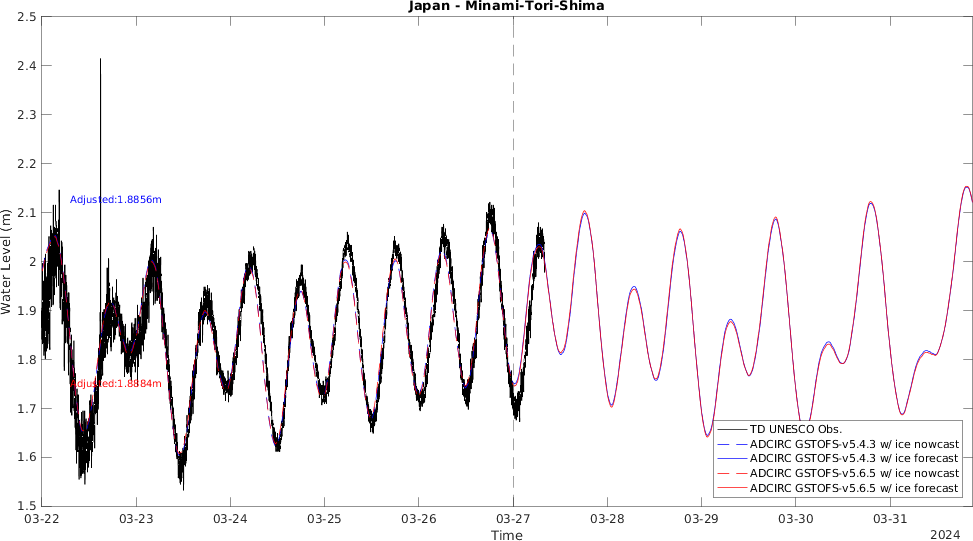 Japan - Minami-Tori-Shima
2.5
2.4
2.3
2.2
2.1
2
1.9
1.8
1.7
1.6
1.5
Water Level (m)
Adjusted:1.8856m
Adjusted:1.8884m
TD UNESCO Obs.
ADCIRC GSTOFS-v5.4.3 w/ ice nowcast
ADCIRC GSTOFS-v5.4.3 w/ ice forecast
ADCIRC GSTOFS-v5.6.5 w/ ice nowcast
ADCIRC GSTOFS-v5.6.5 w/ ice forecast
03-22 03-23 03-24 03-25 03-26 03-27 03-28 03-29 03-30 03-31
Time
2024